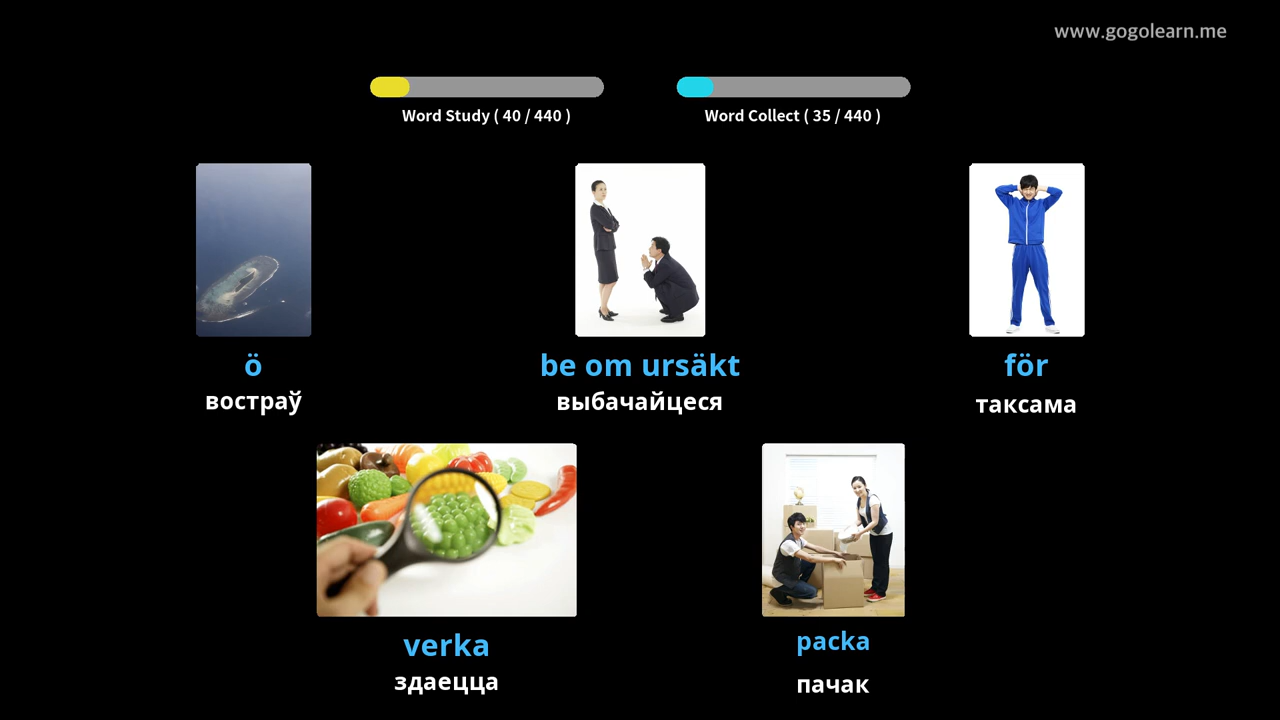 www.gogolearn.me
Word Study ( 40 / 440 )
Word Collect ( 35 / 440 )
ö
востраў
be om ursäkt
выбачайцеся
för
таксама
verka
здаецца
packa
пачак